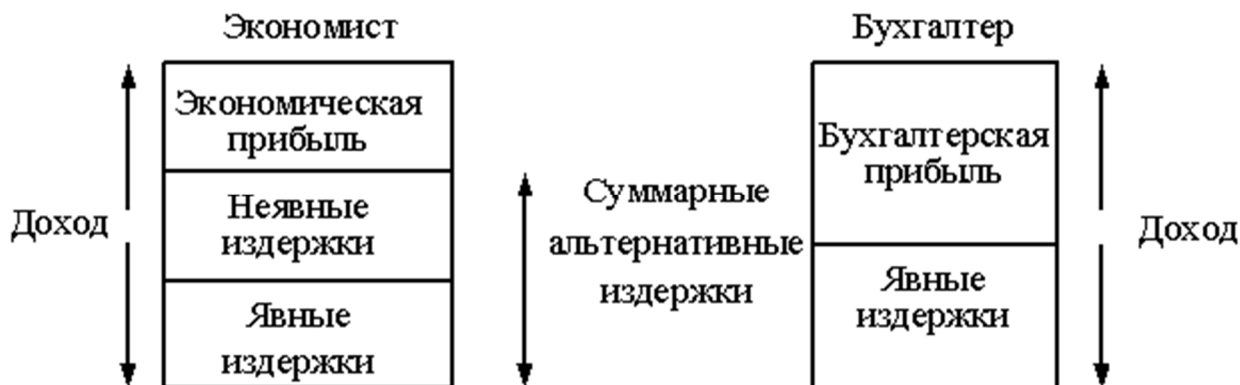 Экономист
Бухгалтер
Экономическая
прибыль
Неявные
издержки
Явные
издержки
Доход
Суммарные
альтернативные
издержки
Бухгалтерская
прибыль
Явные
издержки
Доход